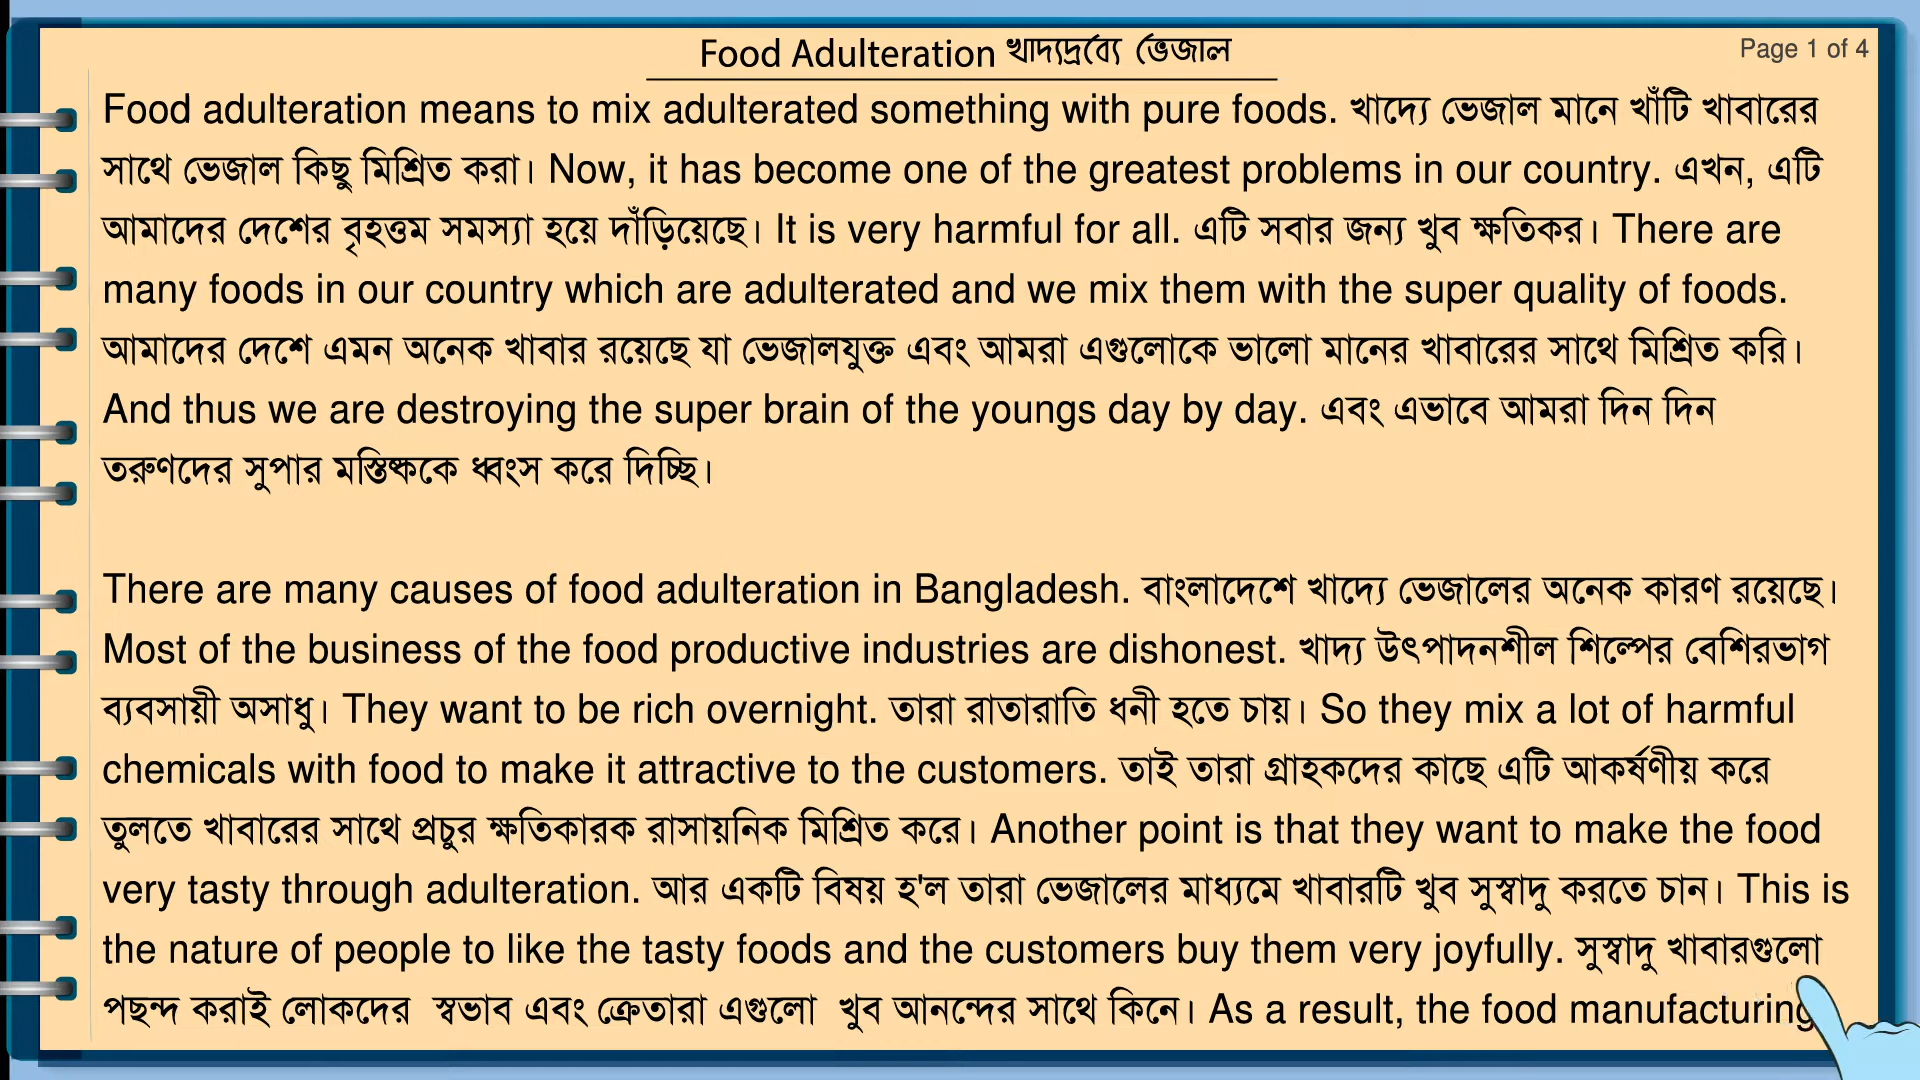 Food Adulteration খাদ্যদ্রব্যে ভেজাল
Page 1 of 4
Food adulteration means to mix adulterated something with pure foods. খাদ্যে ভেজাল মানে খাঁটি খাবারের
সাথে ভেজাল কিছু মিশ্রিত করা। Now, it has become one of the greatest problems in our country. এখন, এটি
আমাদের দেশের বৃহত্তম সমস্যা হয়ে দাঁড়িয়েছে। It is very harmful for all. এটি সবার জন্য খুব ক্ষতিকর। There are
many foods in our country which are adulterated and we mix them with the super quality of foods.
আমাদের দেশে এমন অনেক খাবার রয়েছে যা ভেজালযুক্ত এবং আমরা এগুলোকে ভালো মানের খাবারের সাথে মিশ্রিত করি।
And thus we are destroying the super brain of the youngs day by day. এবং এভাবে আমরা দিন দিন
তরুণদের সুপার মস্তিষ্ককে ধ্বংস করে দিচ্ছি।
There are many causes of food adulteration in Bangladesh. বাংলাদেশে খাদ্যে ভেজালের অনেক কারণ রয়েছে।
Most of the business of the food productive industries are dishonest. খাদ্য উৎপাদনশীল শিল্পের বেশিরভাগ
ব্যবসায়ী অসাধু। They want to be rich overnight. তারা রাতারাতি ধনী হতে চায়। So they mix a lot of harmful
chemicals with food to make it attractive to the customers. তাই তারা গ্রাহকদের কাছে এটি আকর্ষণীয় করে
তুলতে খাবারের সাথে প্রচুর ক্ষতিকারক রাসায়নিক মিশ্রিত করে। Another point is that they want to make the food
very tasty through adulteration. আর একটি বিষয় হ'ল তারা ভেজালের মাধ্যমে খাবারটি খুব সুস্বাদু করতে চান। This is
the nature of people to like the tasty foods and the customers buy them very joyfully. সুস্বাদু খাবারগুলো
পছন্দ করাই লোকদের স্বভাব এবং ক্রেতারা এগুলো খুব আনন্দের সাথে কিনে। As a result, the food manufacturing